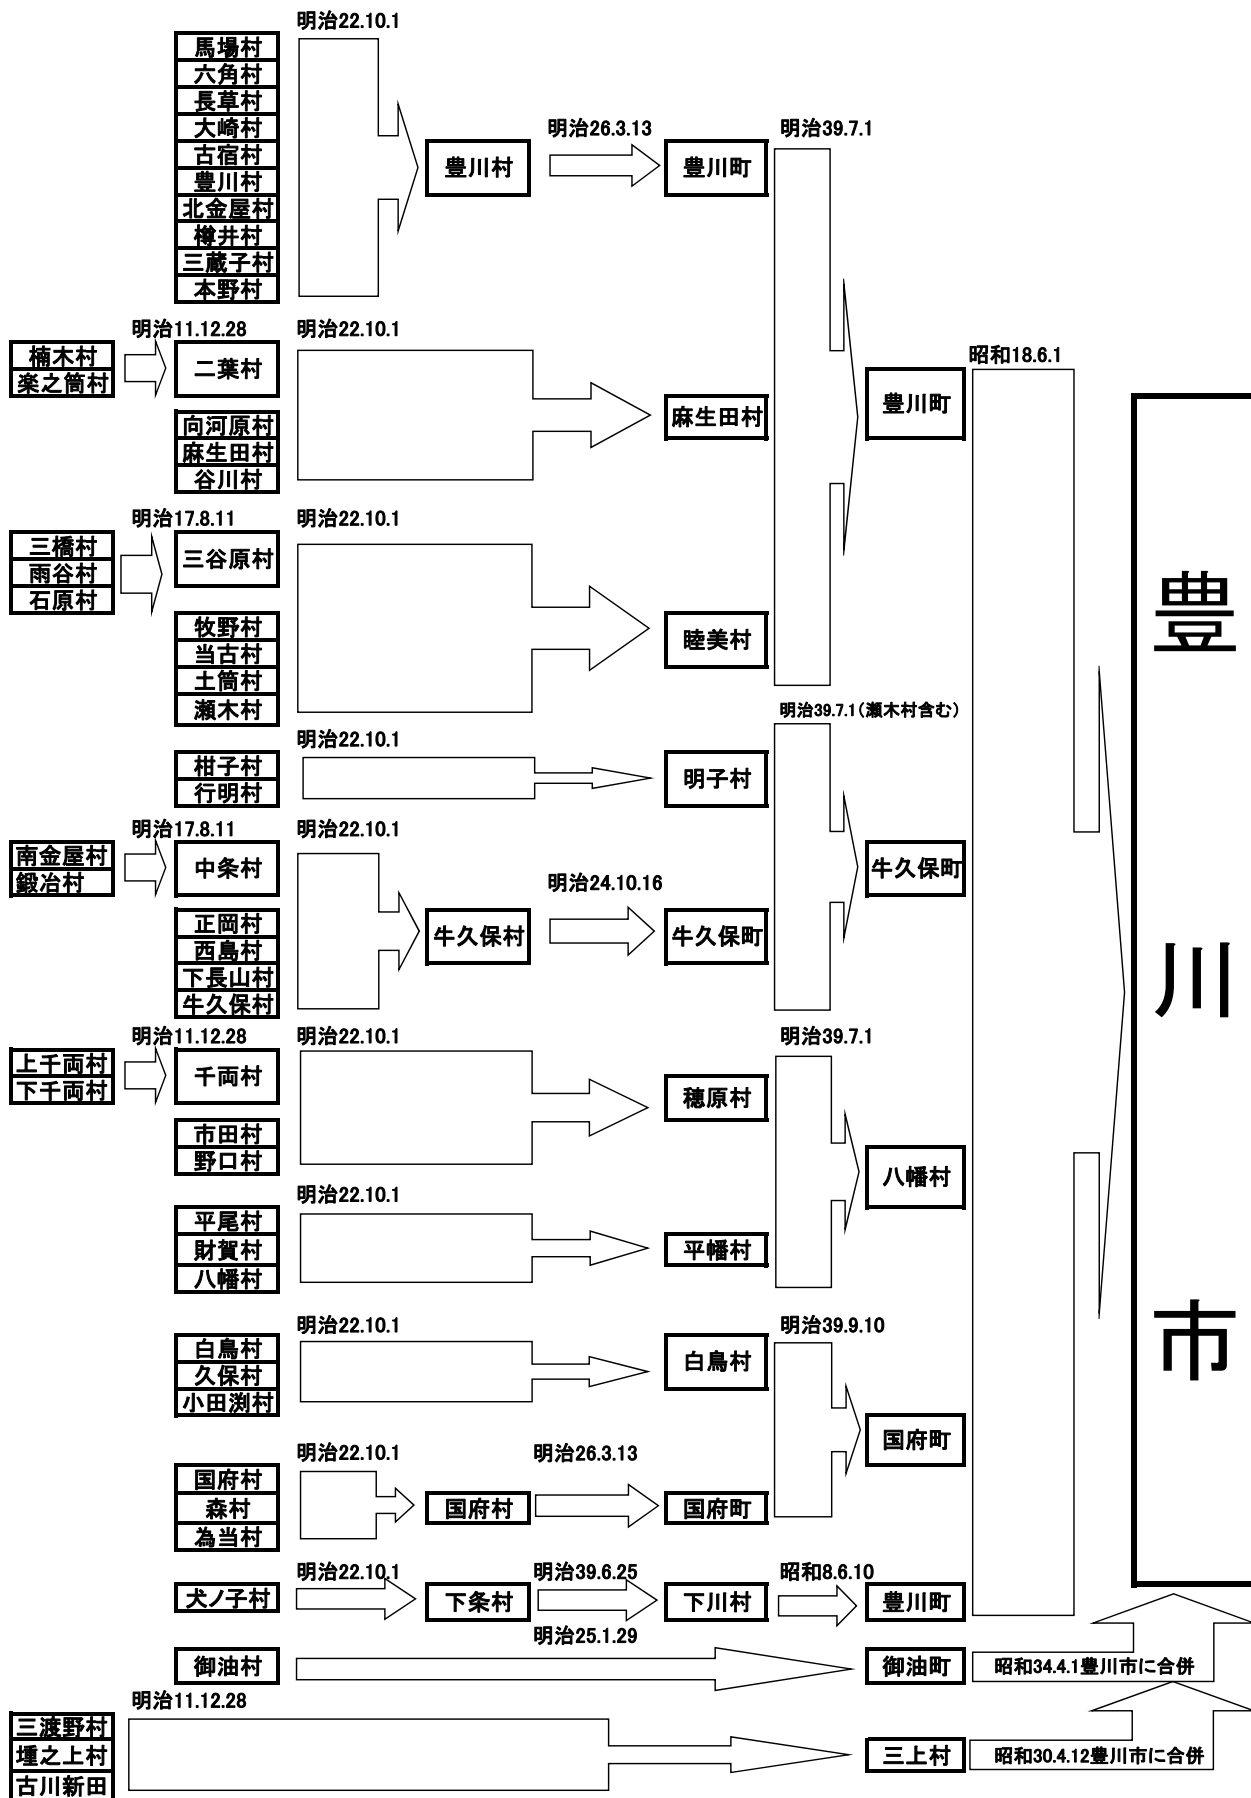 明治22.10.1
馬場村
六角村
長草村
大崎村
古宿村
豊川村
北金屋村
樽井村
三蔵子村
本野村
豊川村
明治26.3.13
豊川町
明治39.7.1
明治11.12.28
楠木村
楽之筒村
二葉村
向河原村
麻生田村
谷川村
明治22.10.1
麻生田村
豊川町
昭和18.6.1
明治17.8.11
三橋村
雨谷村
石原村
三谷原村
牧野村
当古村
土筒村
瀬木村
明治22.10.1
睦美村
明治39.7.1(瀬木村含む)
柑子村
行明村
明治22.10.1
明子村
明治17.8.11
南金屋村
鍛冶村
中条村
正岡村
西島村
下長山村
牛久保村
明治22.10.1
牛久保村
明治24.10.16
牛久保町
牛久保町
明治11.12.28
上千両村
下千両村
千両村
市田村
野口村
明治22.10.1
穂原村
明治39.7.1
八幡村
平尾村
財賀村
八幡村
明治22.10.1
平幡村
白鳥村
久保村
小田渕村
明治22.10.1
白鳥村
明治39.9.10
国府町
国府村
森村
為当村
明治22.10.1
国府村
明治26.3.13
国府町
犬ノ子村
明治22.10.1
下条村
明治39.6.25
下川村
昭和8.6.10
豊川町
御油村
明治25.1.29
御油町
昭和34.4.1豊川市に合併
明治11.12.28
三渡野村
堹之上村
古川新田
三上村
昭和30.4.12豊川市に合併
豊
川
市